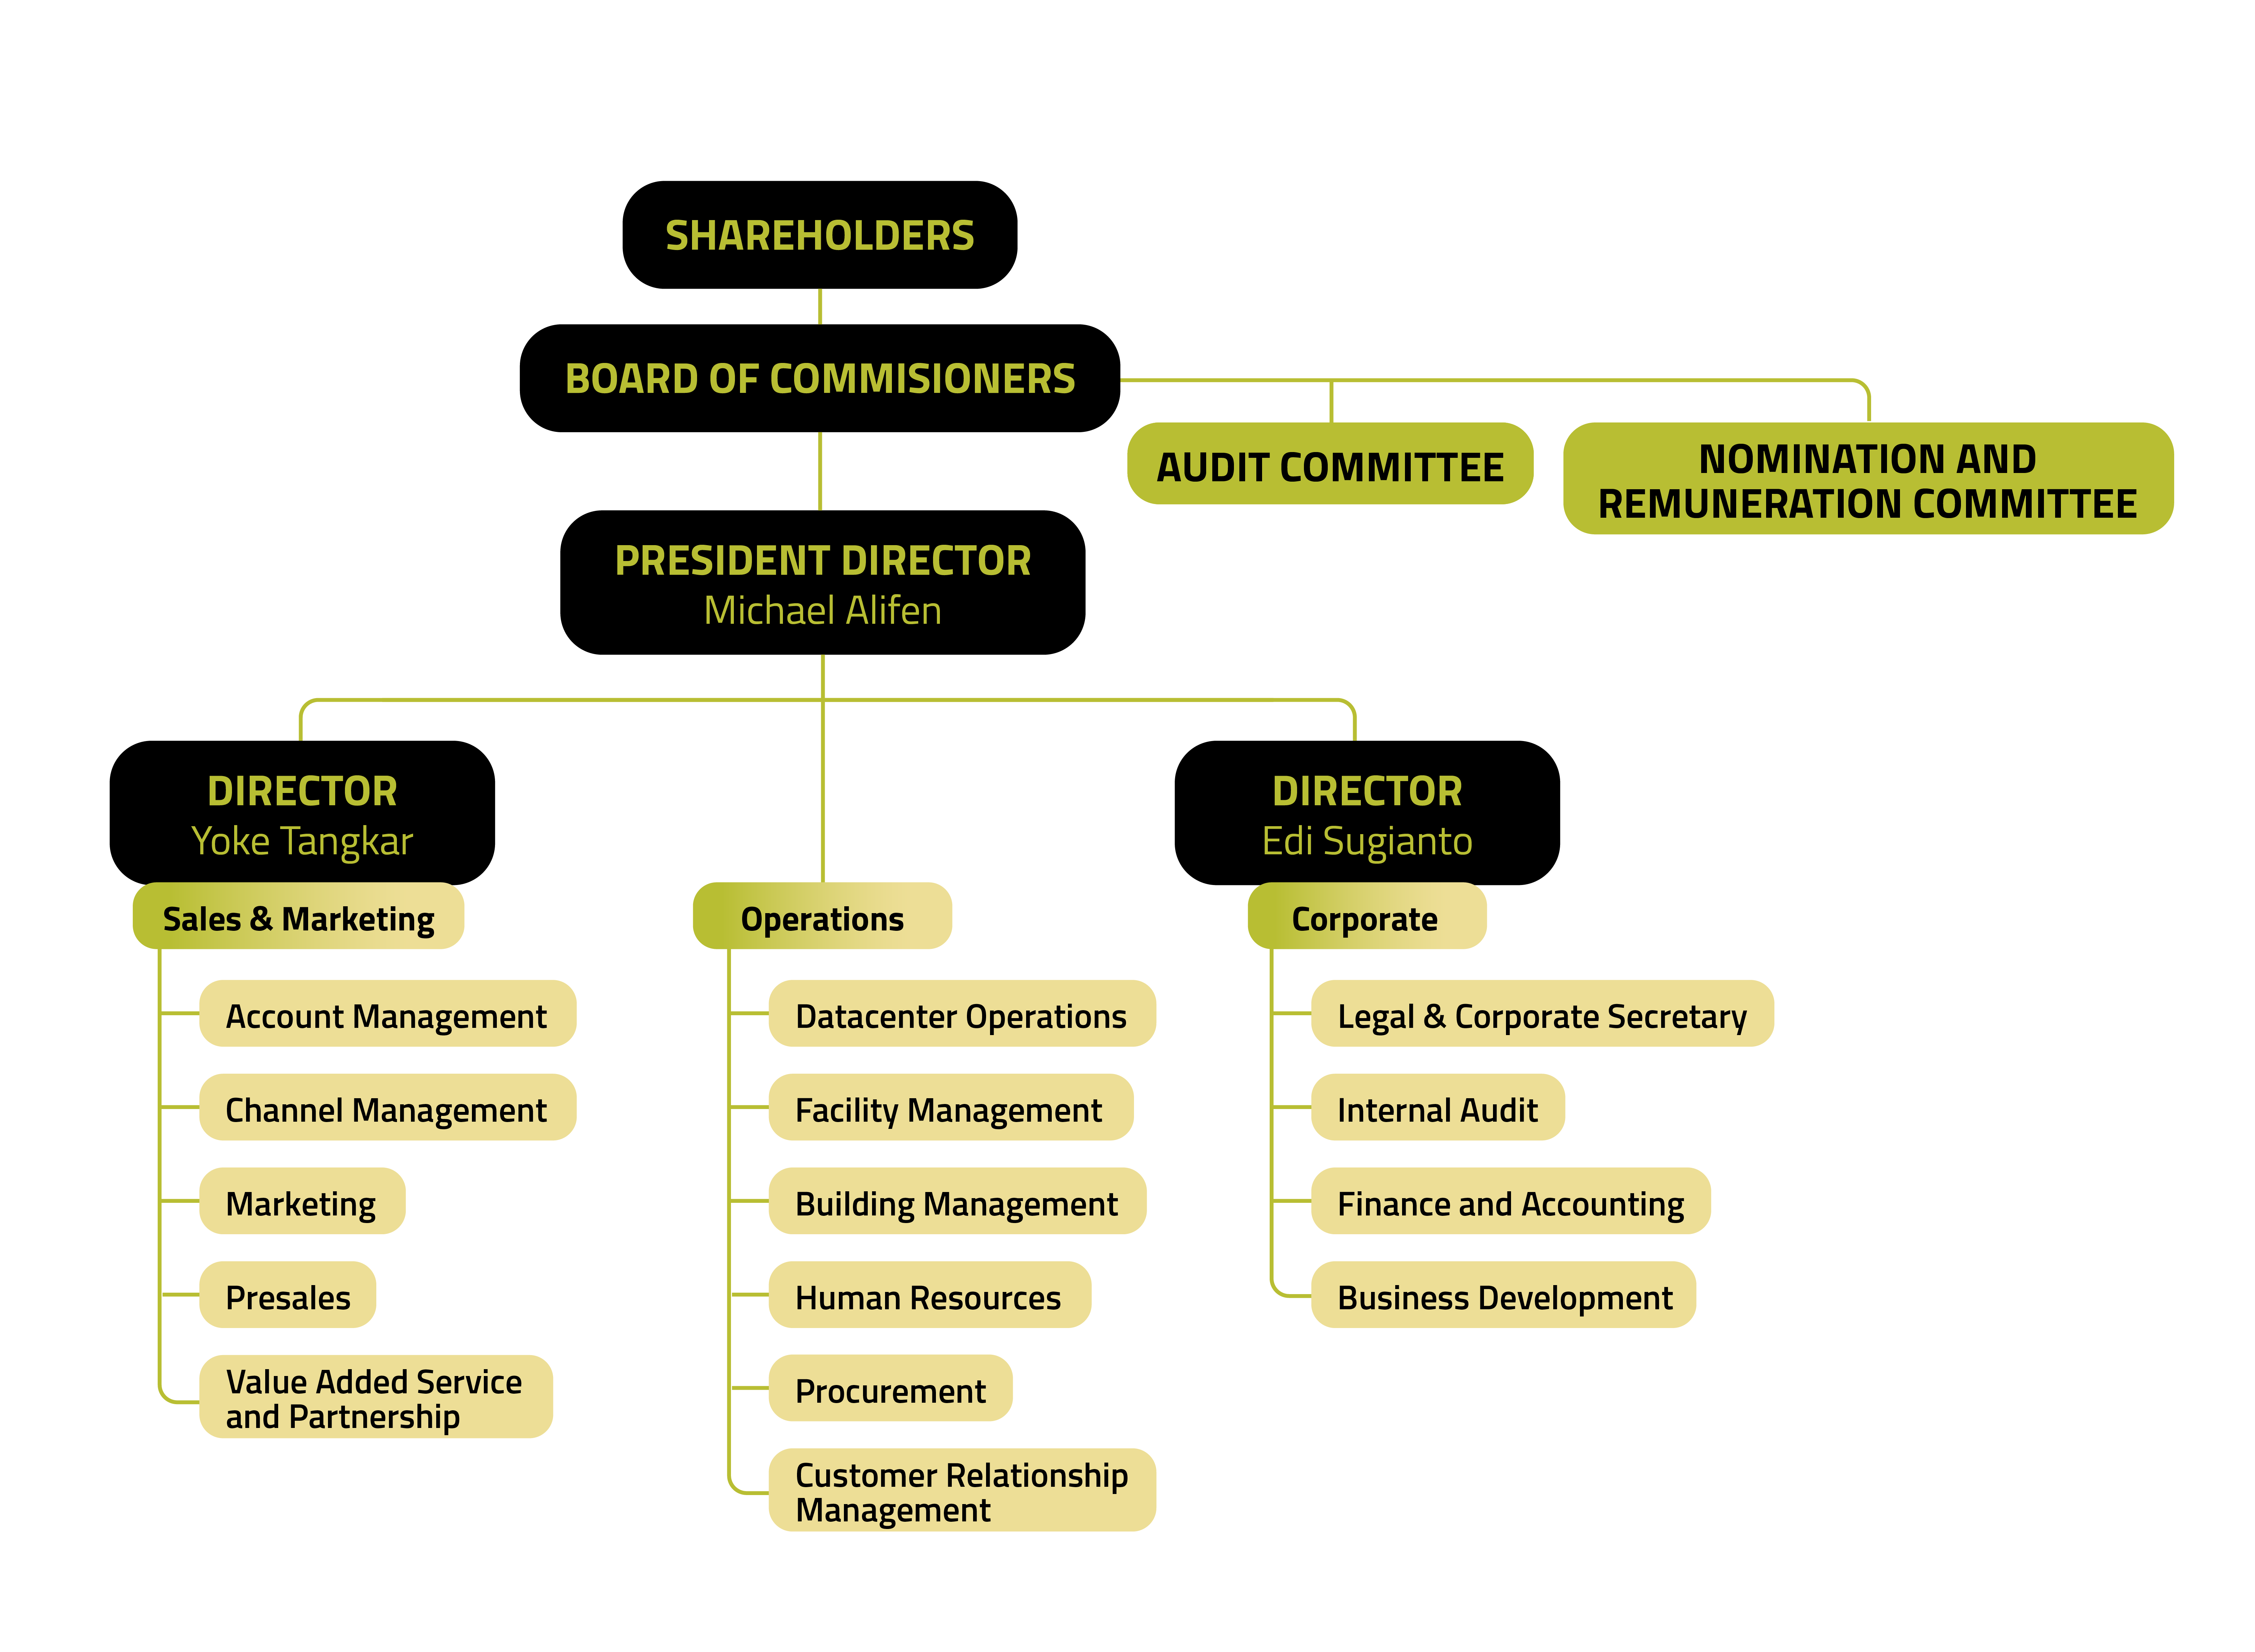 SHAREHOLDERS
BOARD OF COMMISIONERS
AUDIT COMMITTEE
NOMINATION AND
REMUNERATION COMMITTEE
PRESIDENT DIRECTOR
Michael Alifen
DIRECTOR
Yoke Tangkar
DIRECTOR
Edi Sugianto
Sales & Marketing
Account Management
Channel Management
Marketing
Presales
Value Added Service
and Partnership
Operations
Datacenter Operations
Facility Management
Building Management
Human Resources
Procurement
Customer Relationship
Management
Corporate
Legal & Corporate Secretary
Internal Audit
Finance and Accounting
Business Development